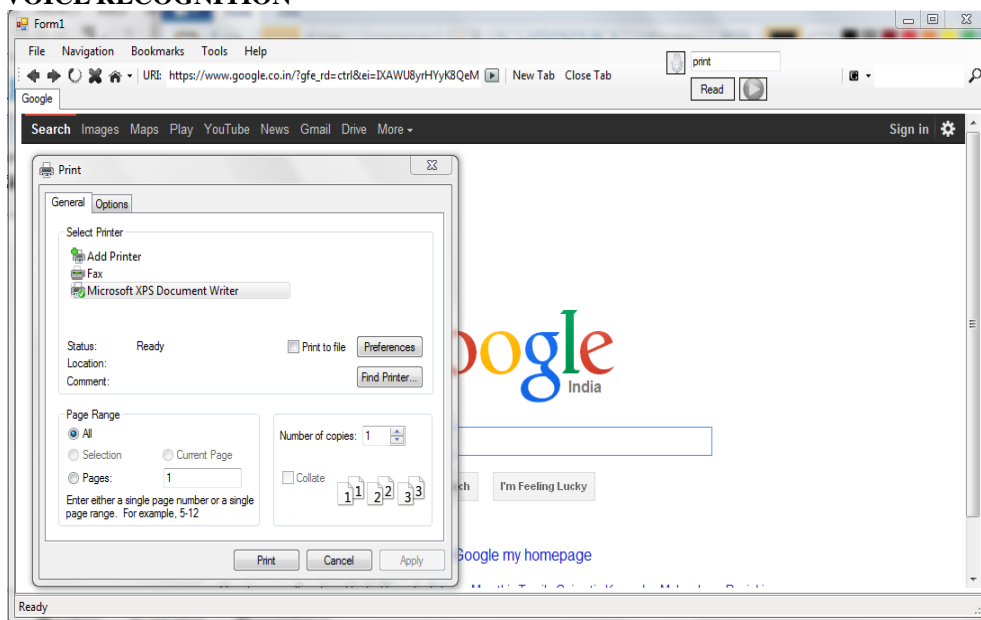 VOICE RECOGNITION
Form1
File Navigation Bookmarks Tools Help
print
URI: https://www.google.co.in/?gfe_rd=ctrl&ei=IXAWU8yrHYyK8QeM New Tab Close Tab
Read
Google
Search Images Maps Play YouTube News Gmail Drive More Sign in
Print
General Options
Select Printer
Add Printer
Fax
Microsoft XPS Document Writer
Status: Ready Print to file Preferences
Location:
Comment: Find Printer...
oogle
India
Page Range
All Number of copies: 1
Selection Current Page
Pages: 1 Collate
11 22 33
Enter either a single page number or a single
page range. For example, 5-12
ch I'm Feeling Lucky
Print Cancel Apply
Google my homepage
Ready